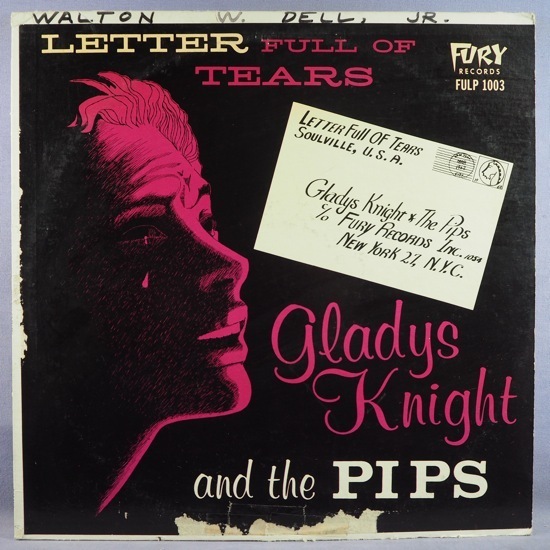 WALTON W. DELL, JR.
LETTER FULL OF
TEARS
FURY
RECORDS
FULP 1003
LETTER FULL OF TEARS
SOULVILLE, U.S.A.
Gladys Knight & The Pips
c/o FURY RECORDS INC. 1054
NEW YORK 27, N.Y.C.
Gladys
Knight
and the PIPS